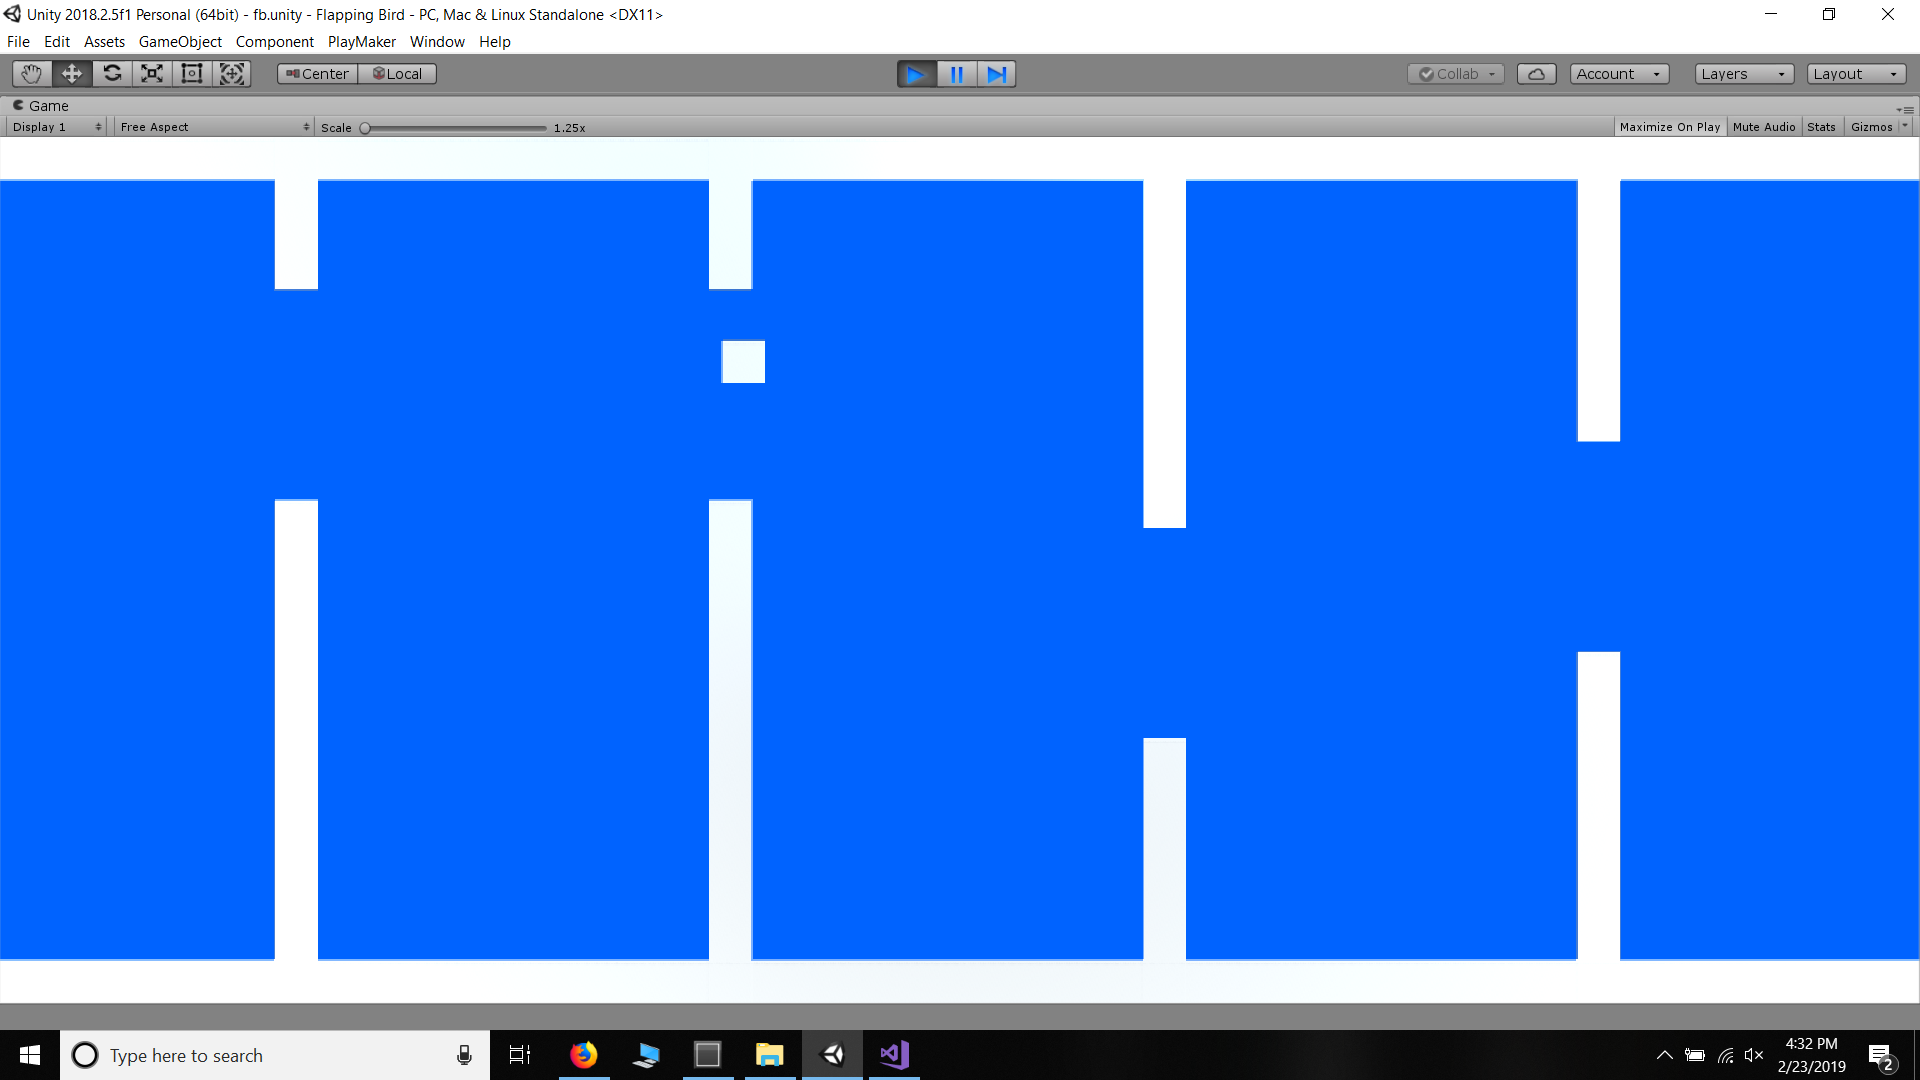 Unity 2018.2.5f1 Personal (64bit) - fb.unity - Flapping Bird - PC, Mac & Linux Standalone <DX11>
File Edit Assets GameObject Component PlayMaker Window Help
Center Local Collab Account Layers Layout
Game
Display 1 Free Aspect Scale 1.25x Maximize On Play Mute Audio Stats Gizmos
Type here to search
4:32 PM
2/23/2019
2